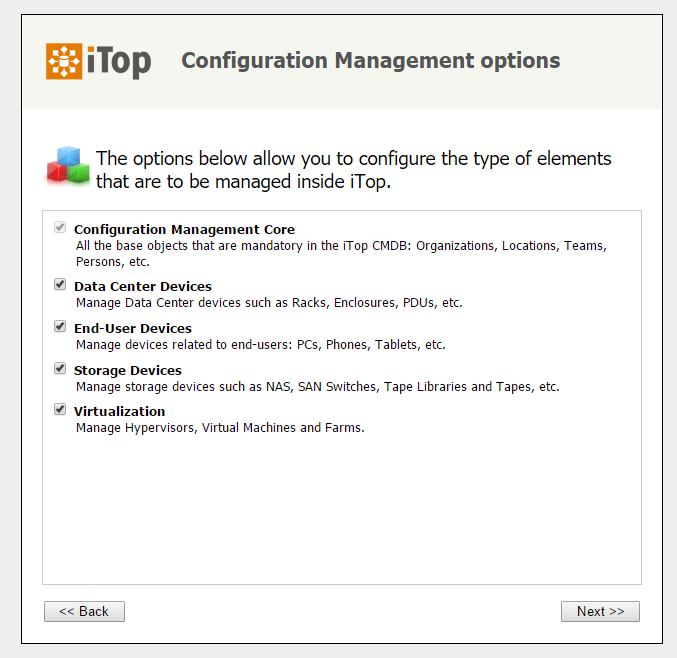 iTop
Configuration Management options
The options below allow you to configure the type of elements
that are to be managed inside iTop.
Configuration Management Core
All the base objects that are mandatory in the iTop CMDB: Organizations, Locations, Teams,
Persons, etc.
Data Center Devices
Manage Data Center devices such as Racks, Enclosures, PDUs, etc.
End-User Devices
Manage devices related to end-users: PCs, Phones, Tablets, etc.
Storage Devices
Manage storage devices such as NAS, SAN Switches, Tape Libraries and Tapes, etc.
Virtualization
Manage Hypervisors, Virtual Machines and Farms.
<< Back
Next >>